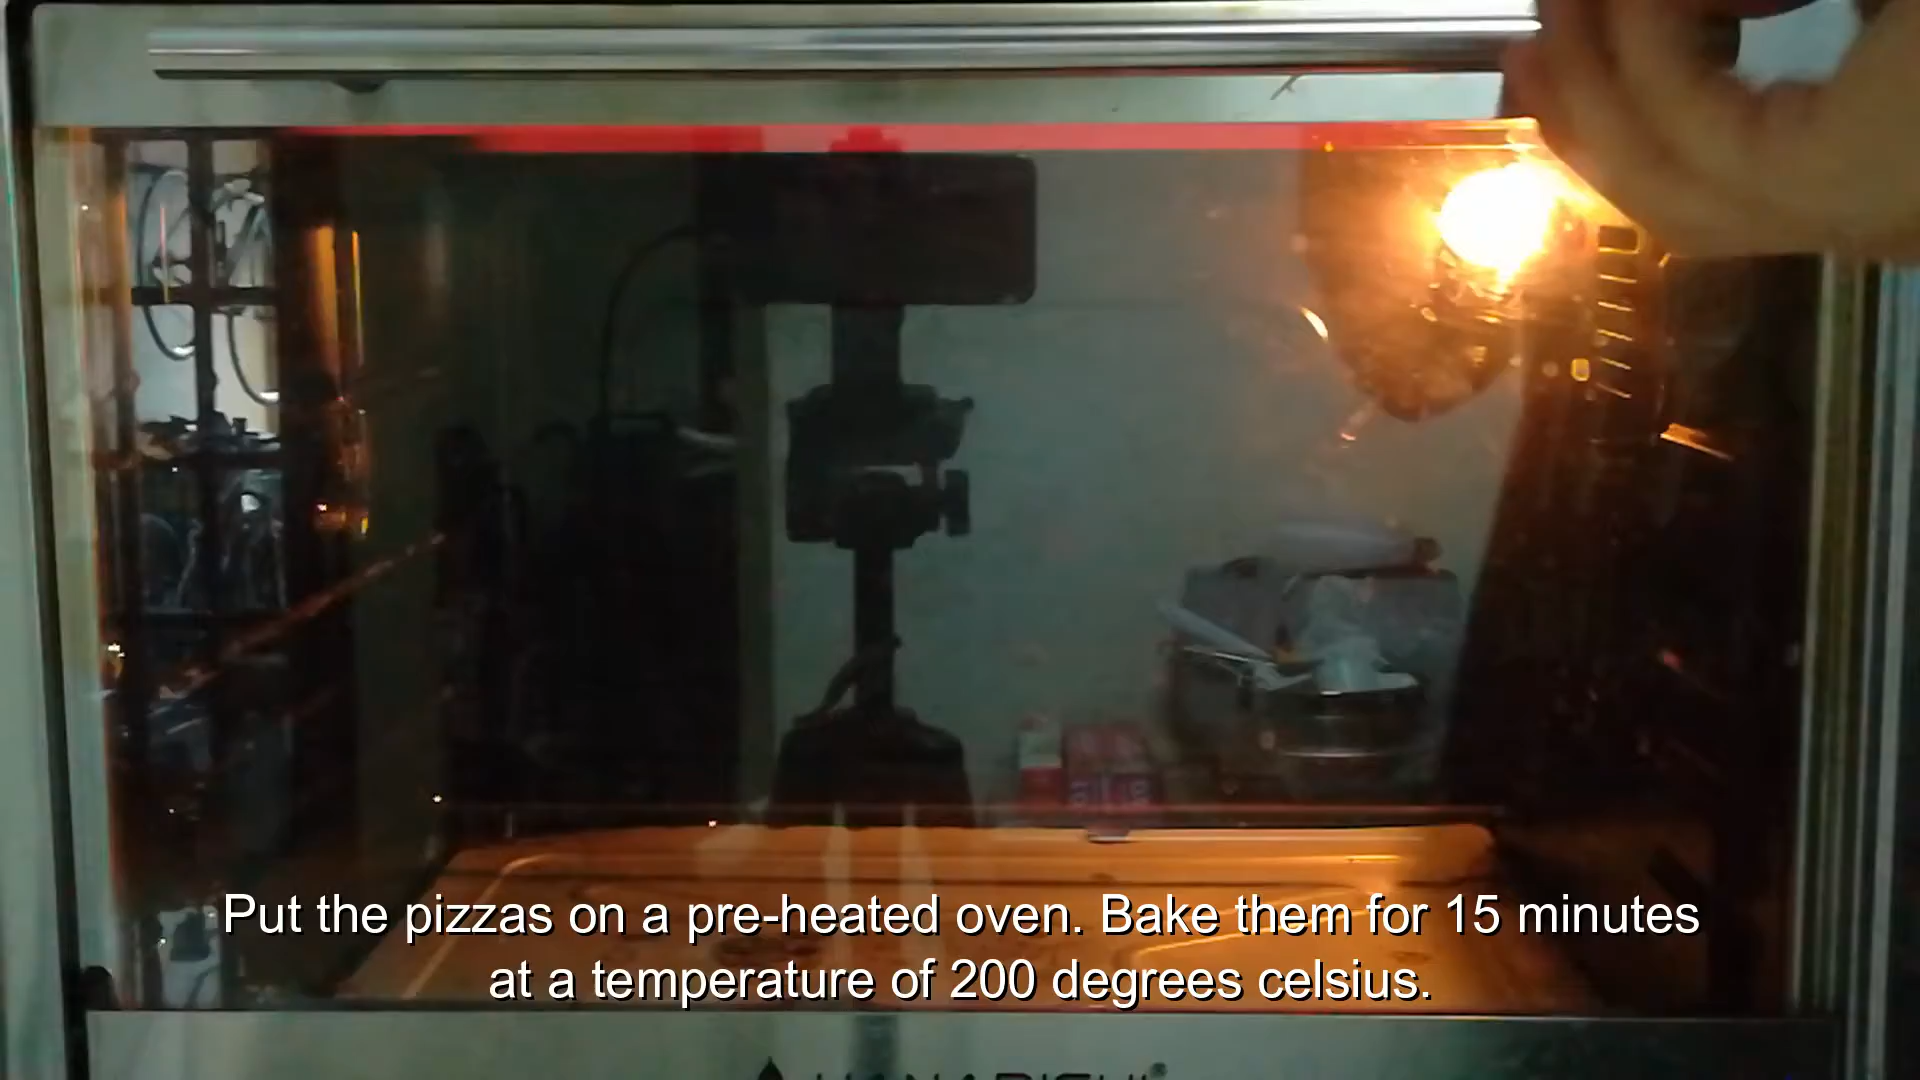 Put the pizzas on a pre-heated oven. Bake them for 15 minutes
at a temperature of 200 degrees celsius.